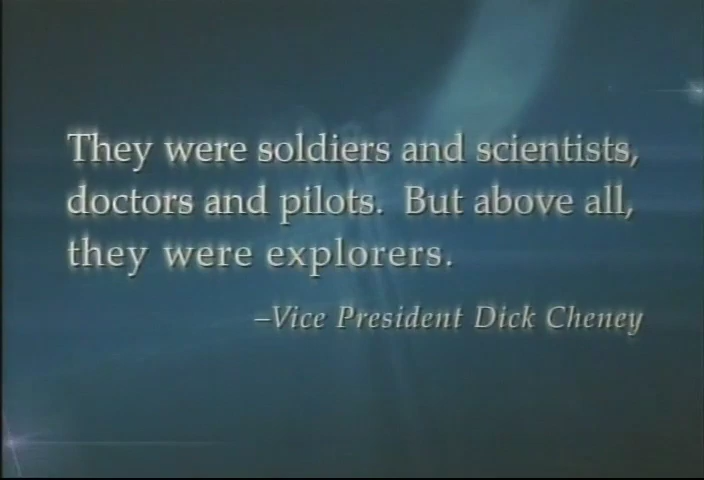 They were soldiers and scientists,
doctors and pilots. But above all,
they were explorers.
–Vice President Dick Cheney